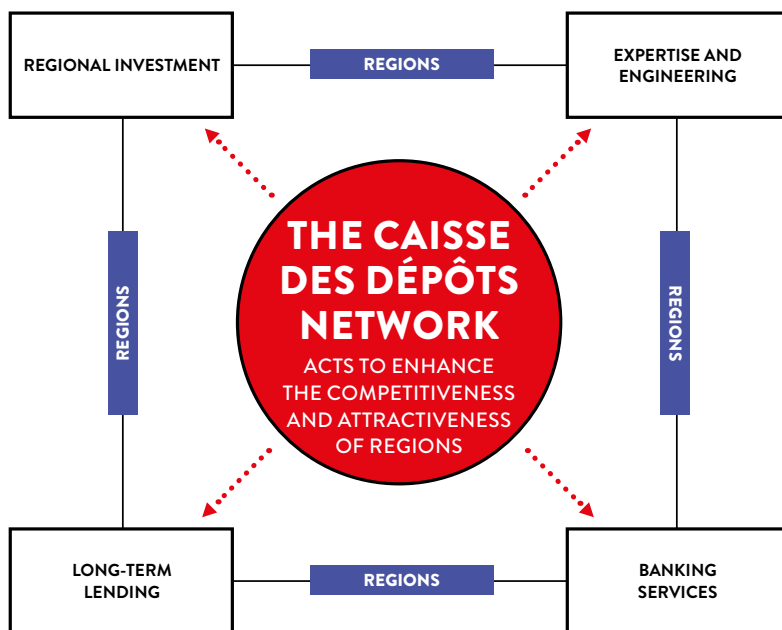 REGIONAL INVESTMENT
REGIONS
EXPERTISE AND
ENGINEERING
REGIONS
THE CAISSE
DES DÉPÔTS
NETWORK
ACTS TO ENHANCE
THE COMPETITIVENESS
AND ATTRACTIVENESS
OF REGIONS
REGIONS
LONG-TERM
LENDING
REGIONS
BANKING
SERVICES